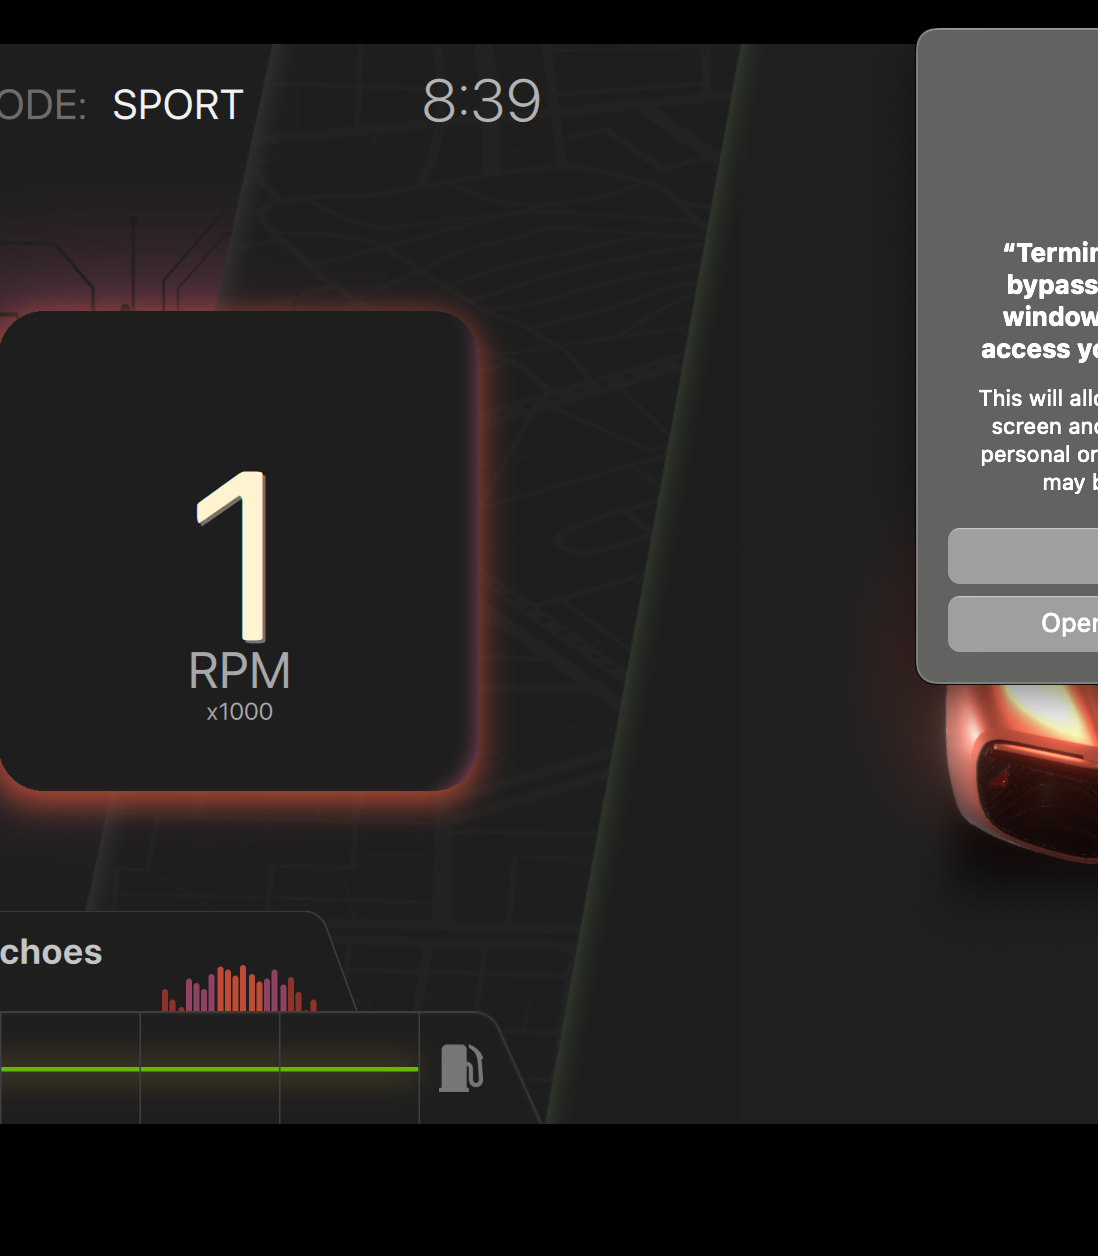 ODE: SPORT
8:39
1
RPM
x1000
choes
“Termin
bypass
window
access yo
This will allo
screen and
personal or
may b
Open